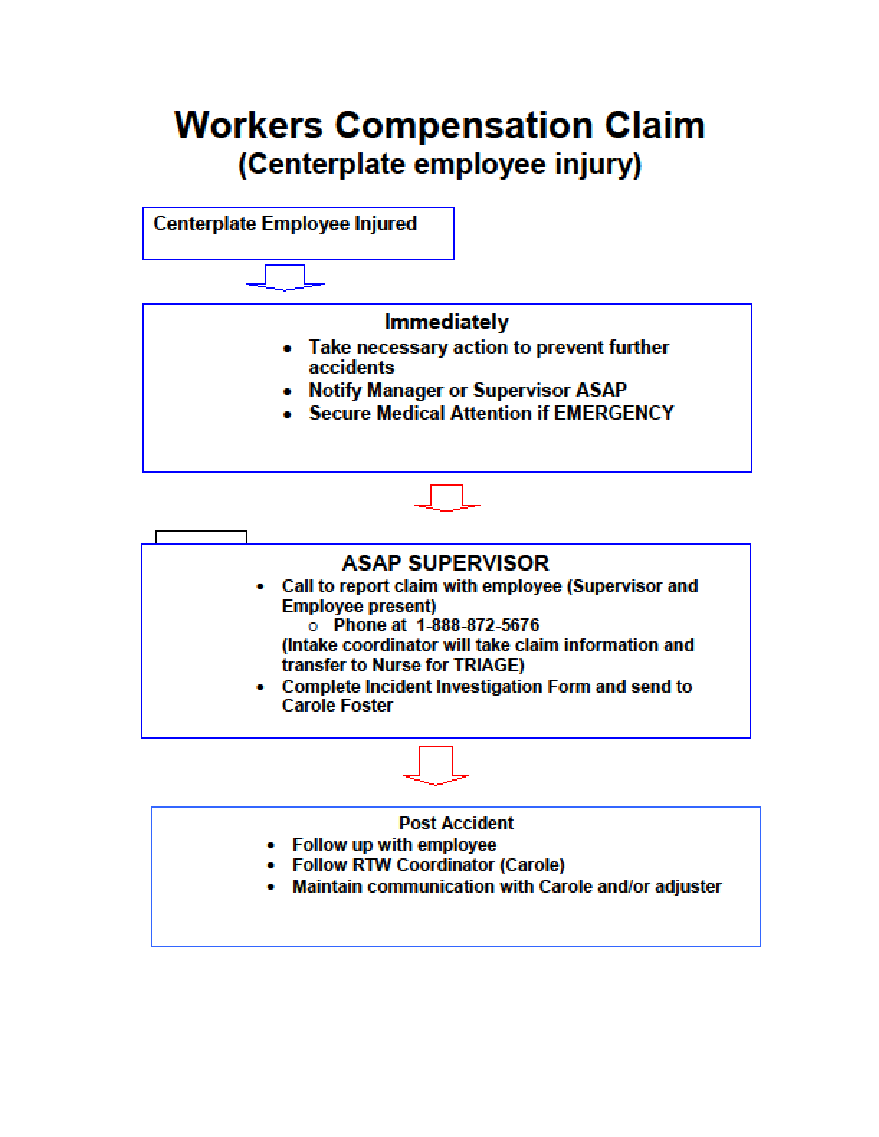 Workers Compensation Claim
(Centerplate employee injury)
Centerplate Employee Injured
Immediately
• Take necessary action to prevent further
accidents
• Notify Manager or Supervisor ASAP
• Secure Medical Attention if EMERGENCY
ASAP SUPERVISOR
• Call to report claim with employee (Supervisor and
Employee present)
o Phone at 1-888-872-5676
(Intake coordinator will take claim information and
transfer to Nurse for TRIAGE)
• Complete Incident Investigation Form and send to
Carole Foster
Post Accident
• Follow up with employee
• Follow RTW Coordinator (Carole)
• Maintain communication with Carole and/or adjuster